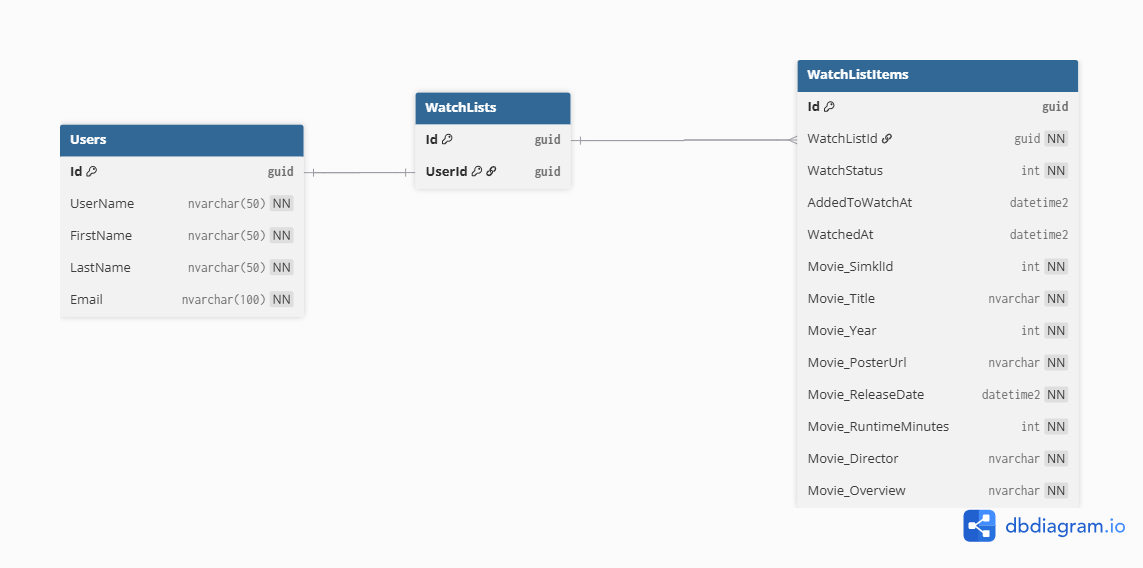 Users
Id guid
UserName nvarchar(50) NN
FirstName nvarchar(50) NN
LastName nvarchar(50) NN
Email nvarchar(100) NN
WatchLists
Id guid
UserId guid
WatchListItems
Id guid
WatchListId guid NN
WatchStatus int NN
AddedToWatchAt datetime2
WatchedAt datetime2
Movie_SimklId int NN
Movie_Title nvarchar NN
Movie_Year int NN
Movie_PosterUrl nvarchar NN
Movie_ReleaseDate datetime2 NN
Movie_RuntimeMinutes int NN
Movie_Director nvarchar NN
Movie_Overview nvarchar NN
dbdiagram.io